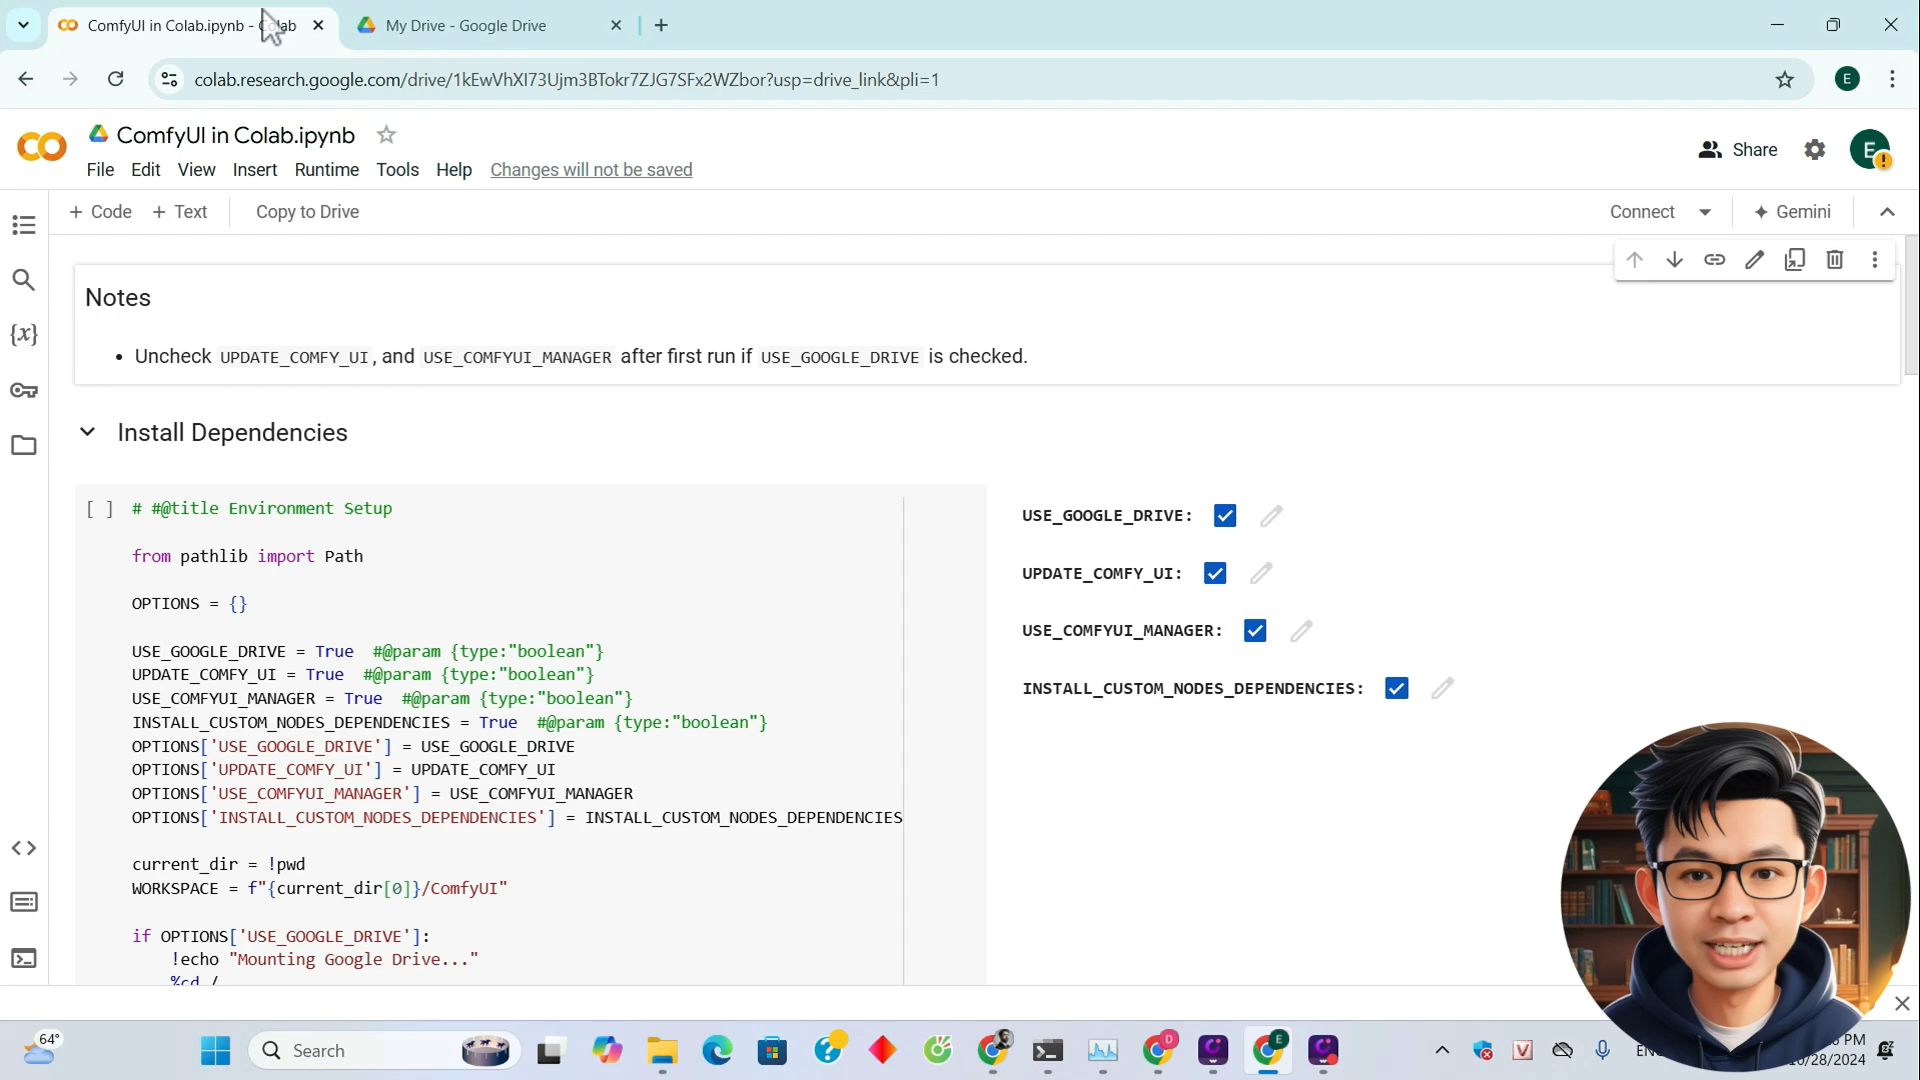 ComfyUI in Colab.ipynb - Colab
My Drive - Google Drive
colab.research.google.com/drive/1kEwVhXI73Ujm3BTokr7ZJG7SFx2WZbor?usp=drive_link&pli=1
E
ComfyUI in Colab.ipynb
Share
E
File Edit View Insert Runtime Tools Help Changes will not be saved
+ Code + Text Copy to Drive
Connect Gemini
Notes
• Uncheck UPDATE_COMFY_UI, and USE_COMFYUI_MANAGER after first run if USE_GOOGLE_DRIVE is checked.
Install Dependencies
[ ] # #@title Environment Setup
from pathlib import Path
OPTIONS = {}
USE_GOOGLE_DRIVE = True #@param {type:"boolean"}
UPDATE_COMFY_UI = True #@param {type:"boolean"}
USE_COMFYUI_MANAGER = True #@param {type:"boolean"}
INSTALL_CUSTOM_NODES_DEPENDENCIES = True #@param {type:"boolean"}
OPTIONS['USE_GOOGLE_DRIVE'] = USE_GOOGLE_DRIVE
OPTIONS['UPDATE_COMFY_UI'] = UPDATE_COMFY_UI
OPTIONS['USE_COMFYUI_MANAGER'] = USE_COMFYUI_MANAGER
OPTIONS['INSTALL_CUSTOM_NODES_DEPENDENCIES'] = INSTALL_CUSTOM_NODES_DEPENDENCIES
current_dir = !pwd
WORKSPACE = f"{current_dir[0]}/ComfyUI"
if OPTIONS['USE_GOOGLE_DRIVE']:
!echo "Mounting Google Drive..."
%cd /
USE_GOOGLE_DRIVE:
UPDATE_COMFY_UI:
USE_COMFYUI_MANAGER:
INSTALL_CUSTOM_NODES_DEPENDENCIES:
64°
Search
D
E
PM
10/28/2024